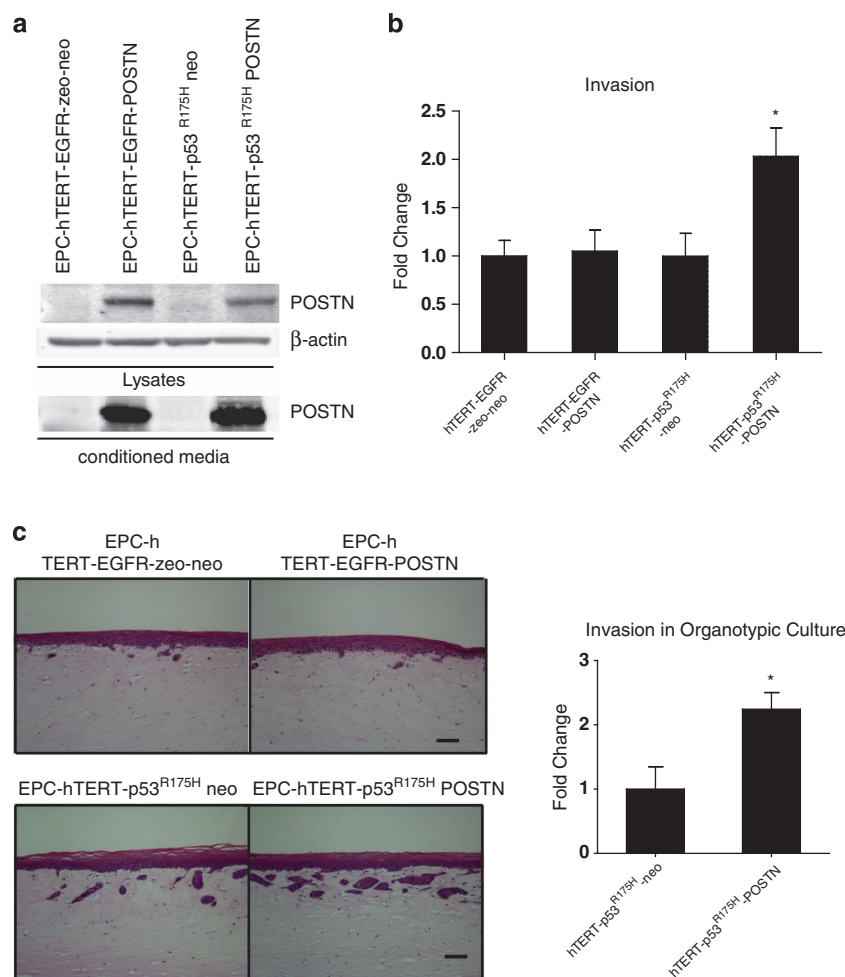 a
EPC-hTERT-EGFR-zeo-neo
EPC-hTERT-EGFR-POSTN
EPC-hTERT-p53 R175H neo
EPC-hTERT-p53 R175H POSTN
POSTN
β-actin
Lysates
POSTN
conditioned media
b
Invasion
Fold Change
2.5
2.0
1.5
1.0
0.5
0.0
*
hTERT-EGFR
-zeo-neo
hTERT-EGFR
-POSTN
hTERT-p53 R175H
-neo
hTERT-p53 R175H
-POSTN
c
EPC-h
TERT-EGFR-zeo-neo
EPC-h
TERT-EGFR-POSTN
EPC-hTERT-p53R175H neo
EPC-hTERT-p53R175H POSTN
Invasion in Organotypic Culture
Fold Change
3
2
1
0
*
hTERT-p53R175H -neo
hTERT-p53R175H -POSTN